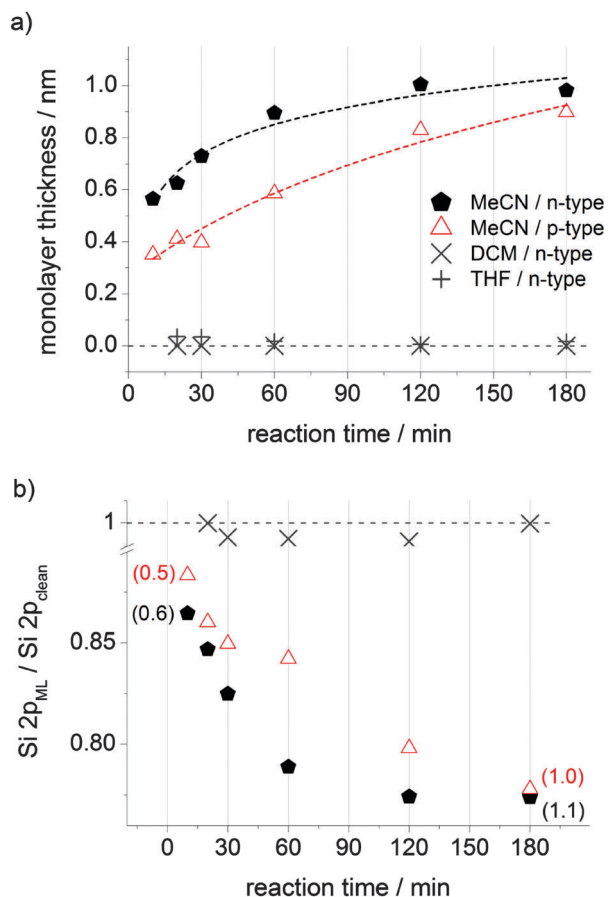 a)
monolayer thickness / nm
1.0
0.8
0.6
0.4
0.2
0.0
MeCN / n-type
MeCN / p-type
DCM / n-type
THF / n-type
0 30 60 90 120 150 180
reaction time / min
b)
Si 2p_ML / Si 2p_clean
1
0.85
0.80
(0.5)
(0.6)
(1.0)
(1.1)
0 30 60 90 120 150 180
reaction time / min